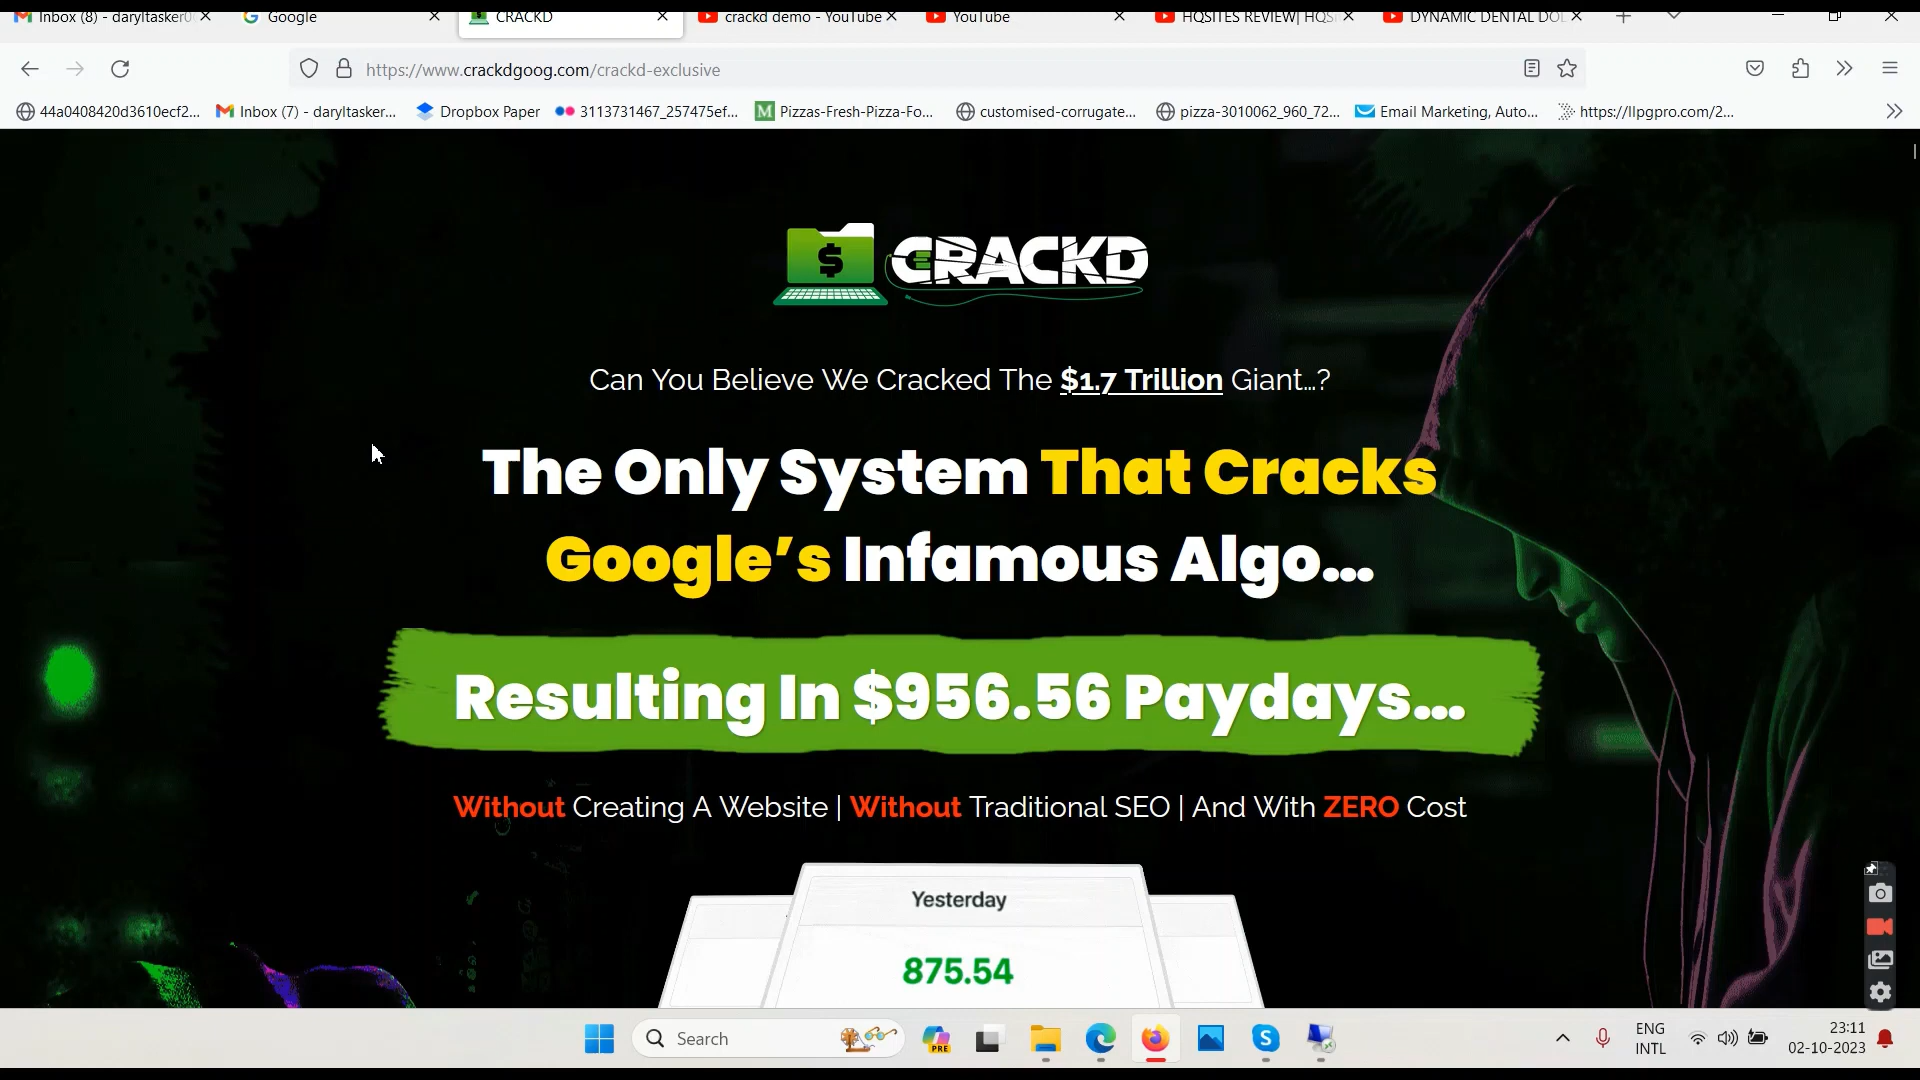 Inbox (8) - daryltasker0
Google
CRACKD
crackd demo - YouTube
YouTube
HQSITES REVIEW| HQSI
DYNAMIC DENTAL DOL
https://www.crackdgoog.com/crackd-exclusive
44a0408420d3610ecf2...
Inbox (7) - daryltasker...
Dropbox Paper
3113731467_257475ef...
Pizzas-Fresh-Pizza-Fo...
customised-corrugate...
pizza-3010062_960_72...
Email Marketing, Auto...
https://llpgpro.com/2...
$ CRACKD
Can You Believe We Cracked The $1.7 Trillion Giant...?
The Only System That Cracks
Google's Infamous Algo...
Resulting In $956.56 Paydays...
Without Creating A Website | Without Traditional SEO | And With ZERO Cost
Yesterday
875.54
Search
PRE
ENG
INTL
23:11
02-10-2023